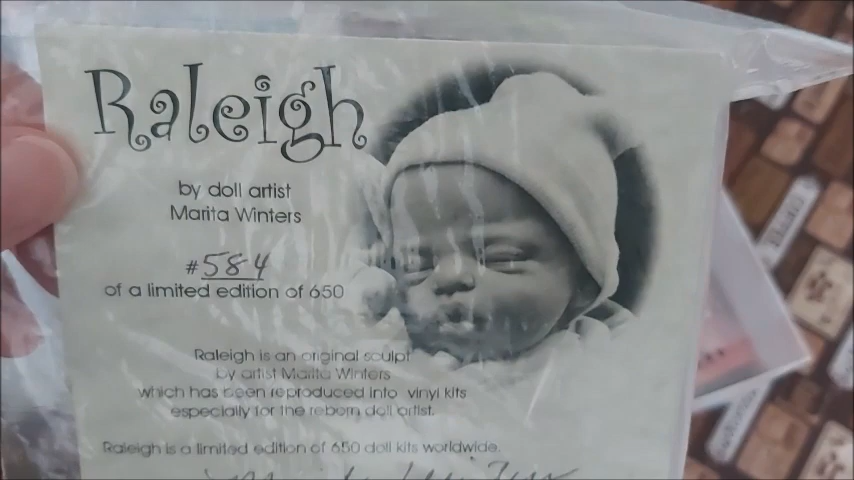 Raleigh
by doll artist
Marita Winters
#584
of a limited edition of 650
Raleigh is an original sculpt
by artist Marita Winters
which has been reproduced into vinyl kits
especially for the reborn doll artist.
Raleigh is a limited edition of 650 doll kits worldwide.